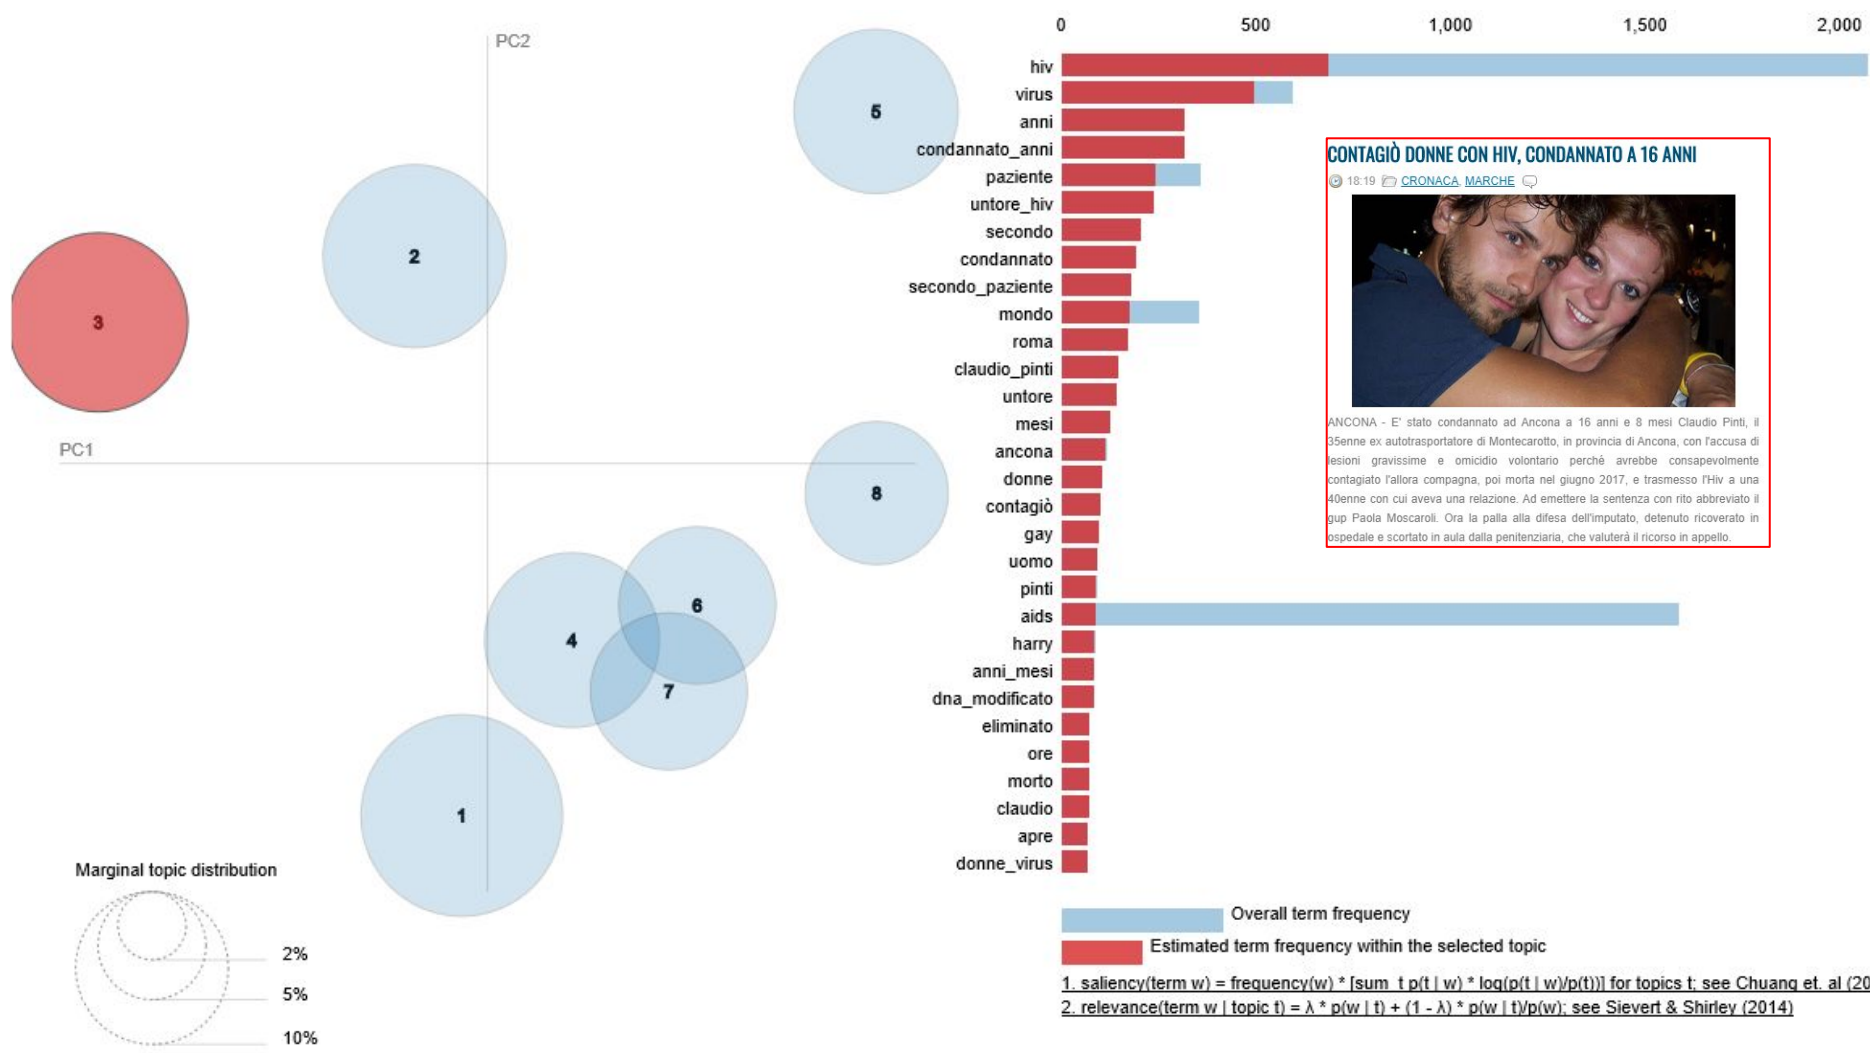 PC2
5
2
3
PC1
8
6
4
7
1
Marginal topic distribution
2%
5%
10%
0 500 1,000 1,500 2,000
hiv
virus
anni
condannato_anni
paziente
untore_hiv
secondo
condannato
secondo_paziente
mondo
roma
claudio_pinti
untore
mesi
ancona
donne
contagiò
gay
uomo
pinti
aids
harry
anni_mesi
dna_modificato
eliminato
ore
morto
claudio
apre
donne_virus
CONTAGIÒ DONNE CON HIV, CONDANNATO A 16 ANNI
18:19 CRONACA, MARCHE
ANCONA - E' stato condannato ad Ancona a 16 anni e 8 mesi Claudio Pinti, il
35enne ex autotrasportatore di Montecarotto, in provincia di Ancona, con l'accusa di
lesioni gravissime e omicidio volontario perché avrebbe consapevolmente
contagiato l'allora compagna, poi morta nel giugno 2017, e trasmesso l'Hiv a una
40enne con cui aveva una relazione. Ad emettere la sentenza con rito abbreviato il
gup Paola Moscaroli. Ora la palla alla difesa dell'imputato, detenuto ricoverato in
ospedale e scortato in aula dalla penitenziaria, che valuterà il ricorso in appello.
Overall term frequency
Estimated term frequency within the selected topic
1. saliency(term w) = frequency(w) * [sum_t p(t | w) * log(p(t | w)/p(t))] for topics t; see Chuang et. al (20
2. relevance(term w | topic t) = λ * p(w | t) + (1 - λ) * p(w | t)/p(w); see Sievert & Shirley (2014)